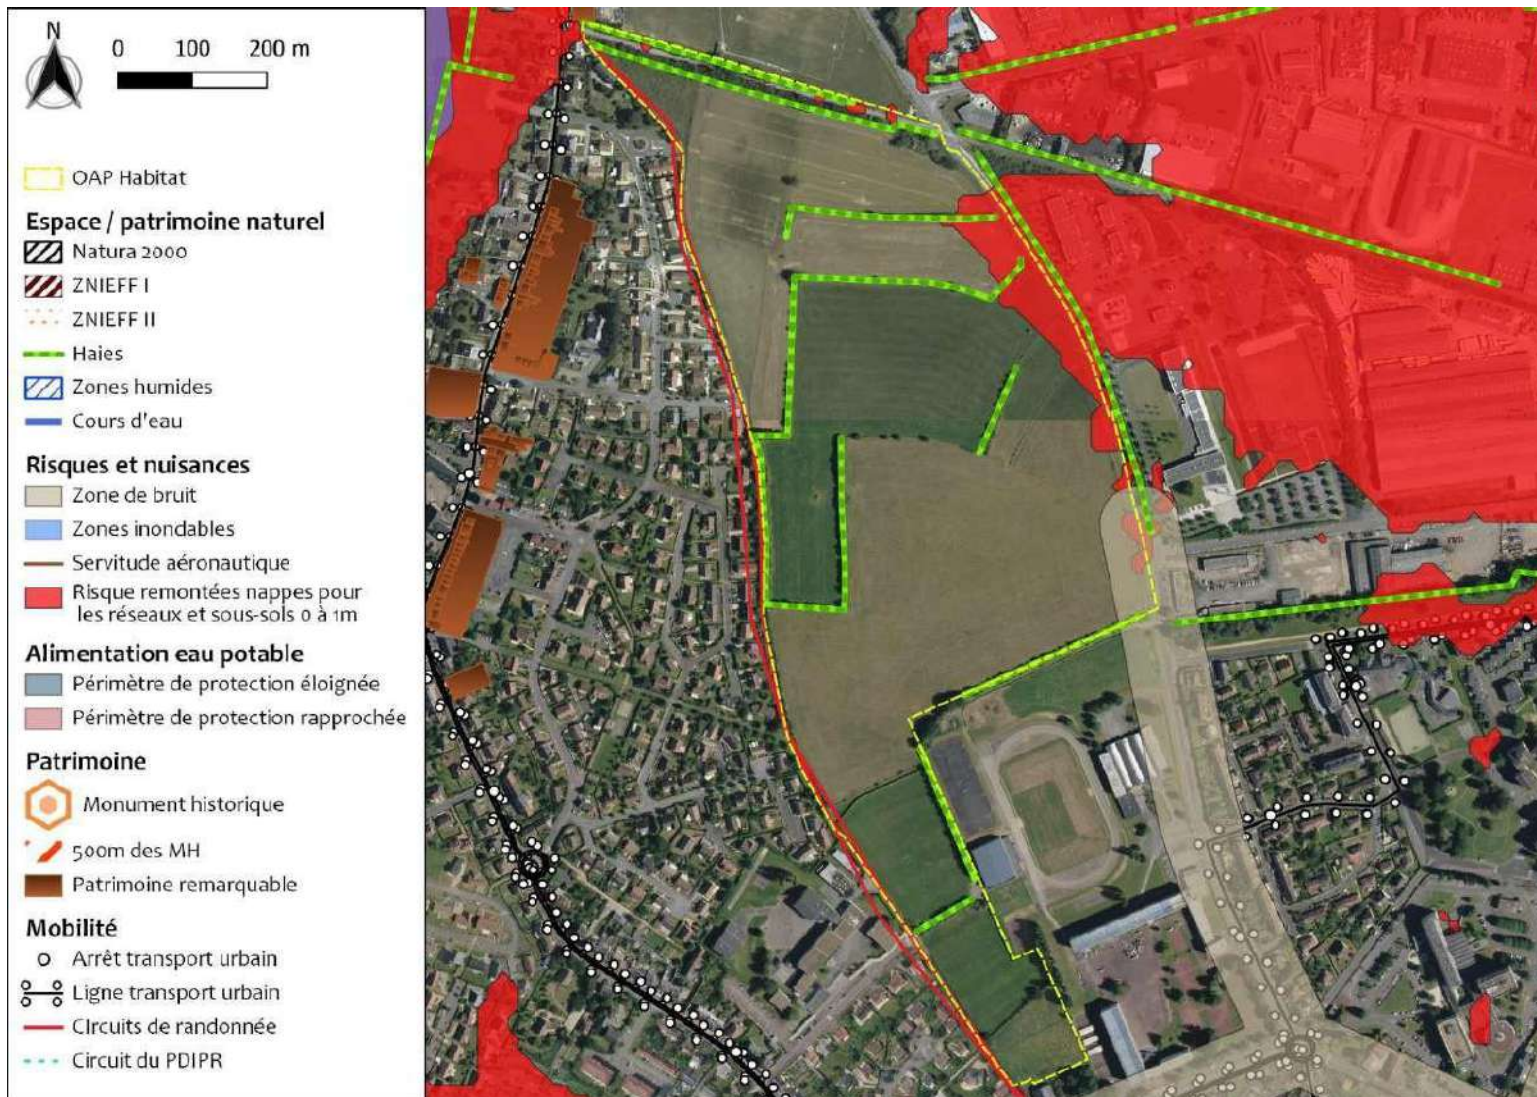 N
0 100 200 m
OAP Habitat
Espace / patrimoine naturel
Natura 2000
ZNIEFF I
ZNIEFF II
Haies
Zones humides
Cours d'eau
Risques et nuisances
Zone de bruit
Zones inondables
Servitude aéronautique
Risque remontées nappes pour
les réseaux et sous-sols 0 à 1m
Alimentation eau potable
Périmètre de protection éloignée
Périmètre de protection rapprochée
Patrimoine
Monument historique
500m des MH
Patrimoine remarquable
Mobilité
Arrêt transport urbain
Ligne transport urbain
CIrcuits de randonnée
Circuit du PDIPR